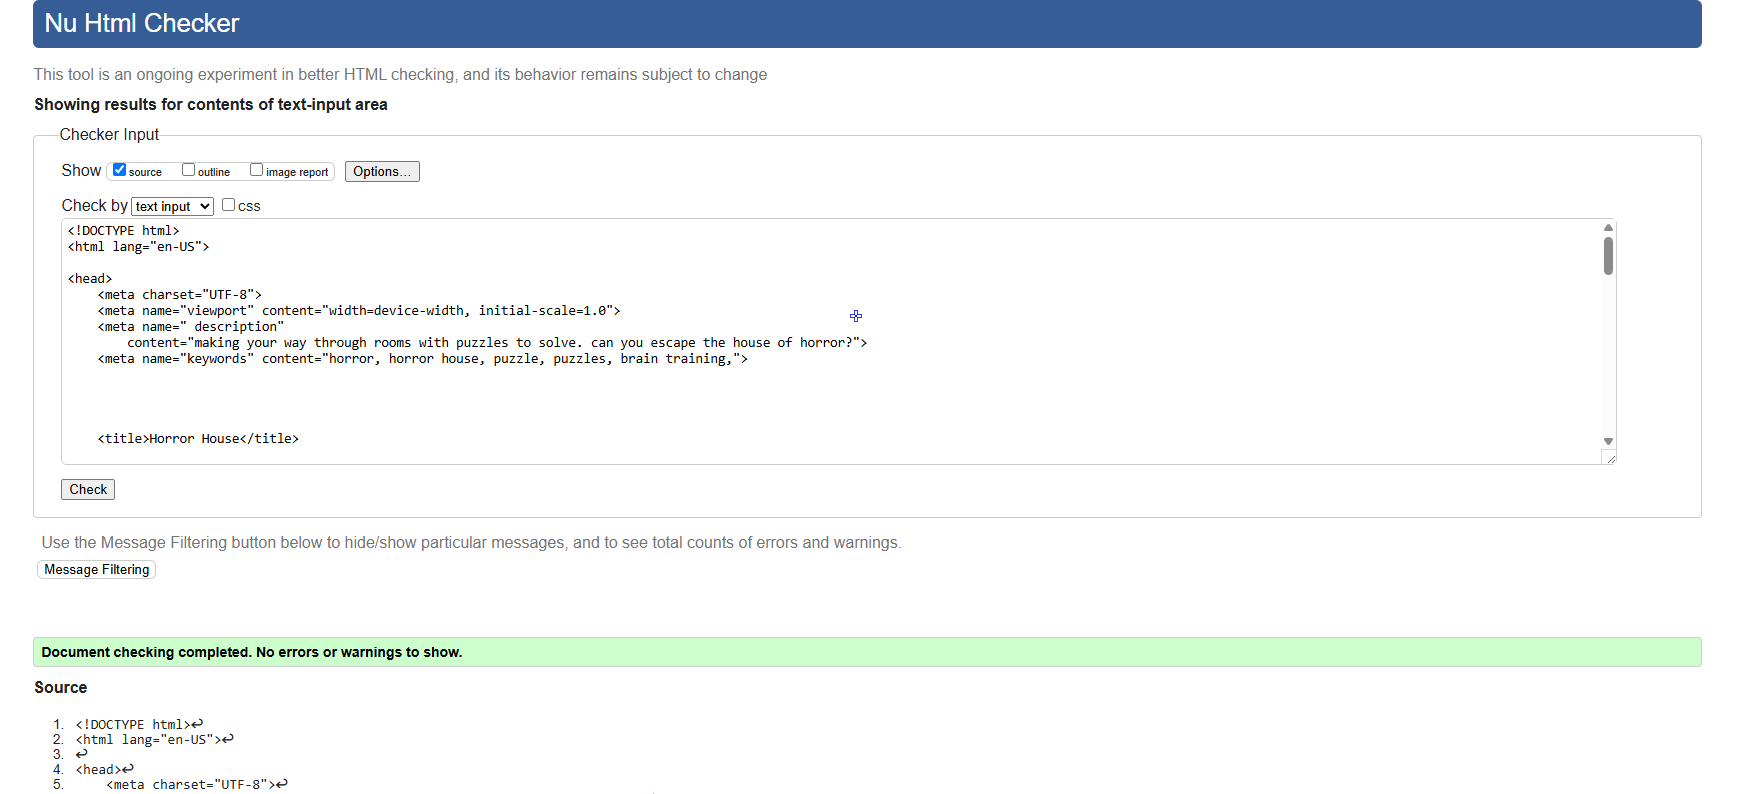 Nu Html Checker
This tool is an ongoing experiment in better HTML checking, and its behavior remains subject to change
Showing results for contents of text-input area
Checker Input
Show source outline image report Options...
Check by text input css
<!DOCTYPE html>
<html lang="en-US">
<head>
<meta charset="UTF-8">
<meta name="viewport" content="width=device-width, initial-scale=1.0">
<meta name=" description"
content="making your way through rooms with puzzles to solve. can you escape the house of horror?">
<meta name="keywords" content="horror, horror house, puzzle, puzzles, brain training,">
<title>Horror House</title>
Check
Use the Message Filtering button below to hide/show particular messages, and to see total counts of errors and warnings.
Message Filtering
Document checking completed. No errors or warnings to show.
Source
1. <!DOCTYPE html>↩
2. <html lang="en-US">↩
3. ↩
4. <head>↩
5. <meta charset="UTF-8">↩